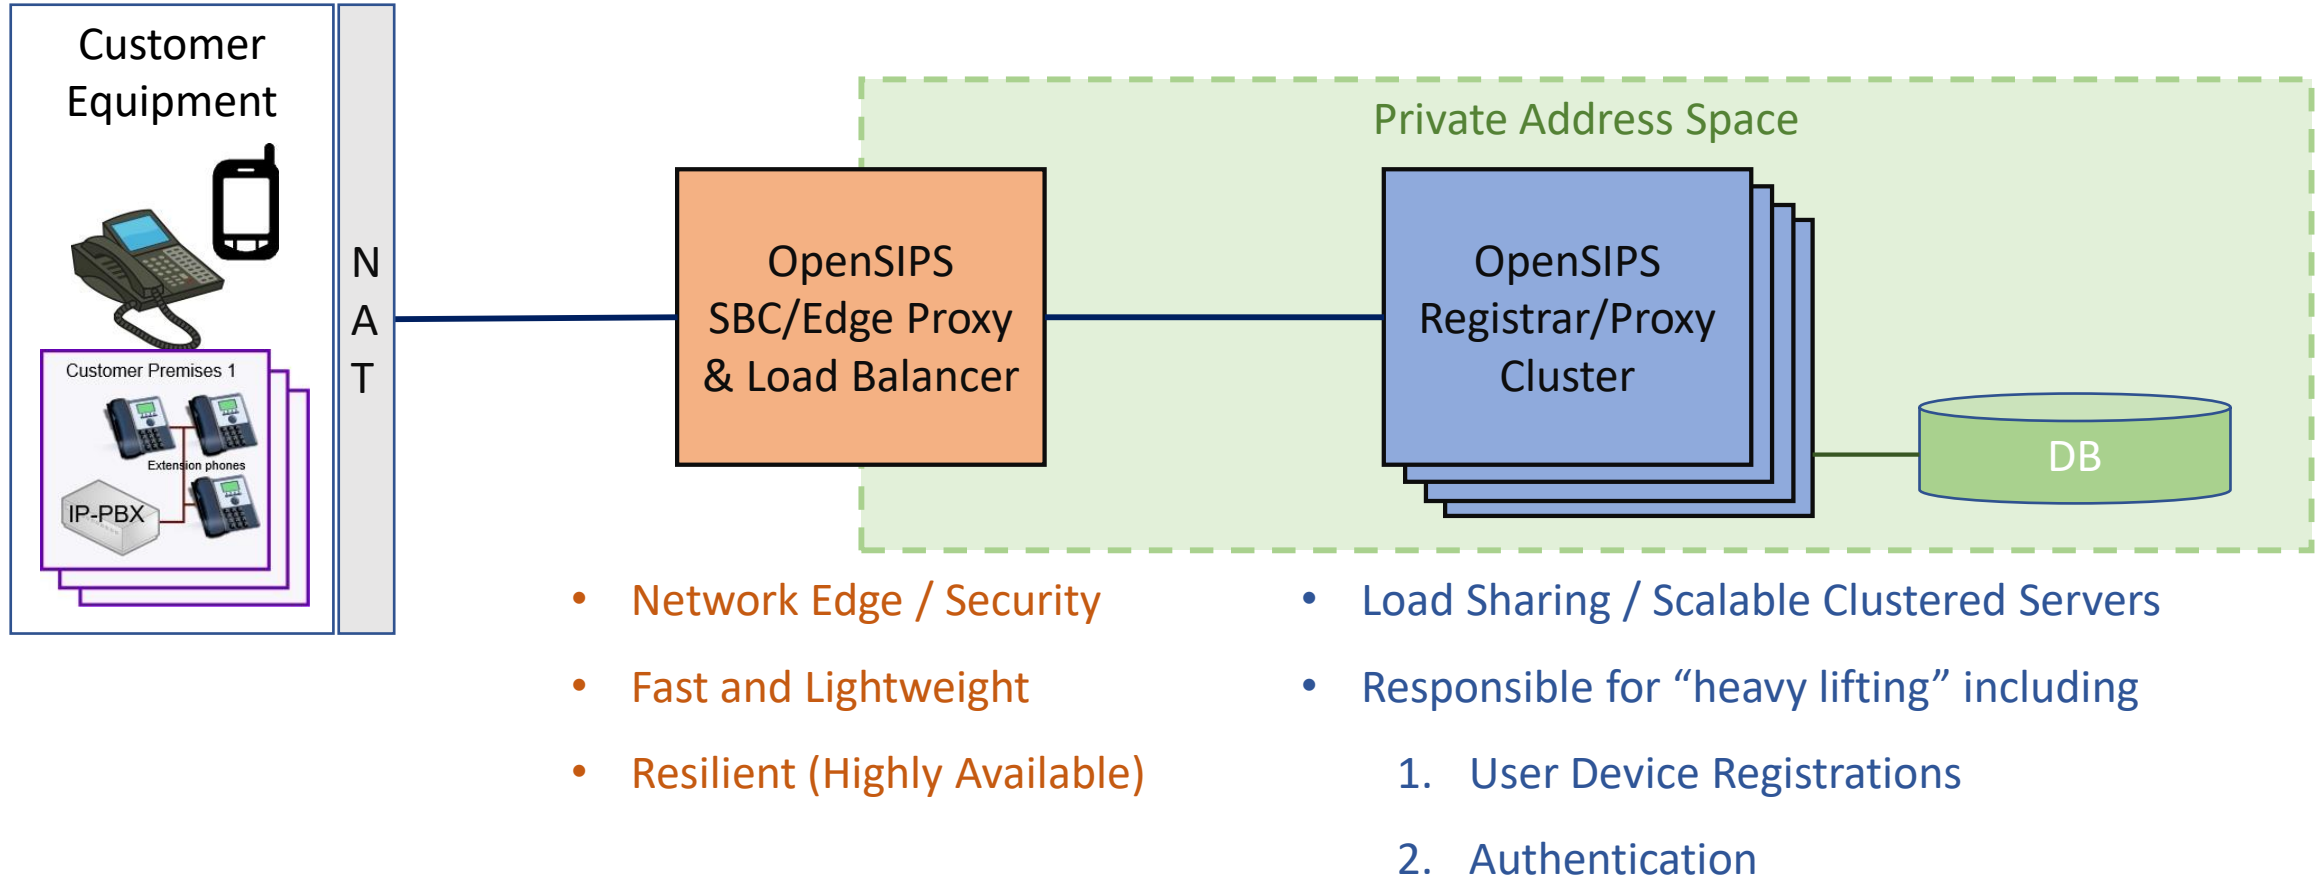 Customer
Equipment
Customer Premises 1
Extension phones
IP-PBX
N
A
T
Private Address Space
OpenSIPS
SBC/Edge Proxy
& Load Balancer
OpenSIPS
Registrar/Proxy
Cluster
DB
• Network Edge / Security
• Fast and Lightweight
• Resilient (Highly Available)
• Load Sharing / Scalable Clustered Servers
• Responsible for “heavy lifting” including
1. User Device Registrations
2. Authentication